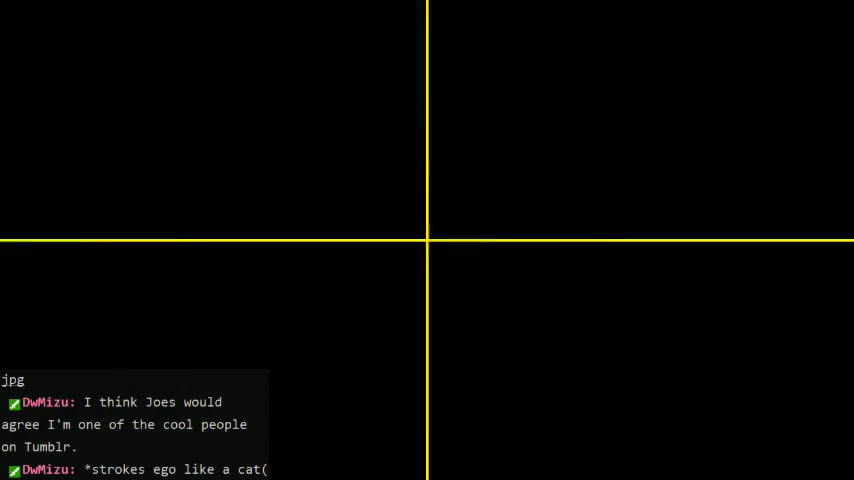 jpg
DwMizu: I think Joes would
agree I'm one of the cool people
on Tumblr.
DwMizu: *strokes ego like a cat(